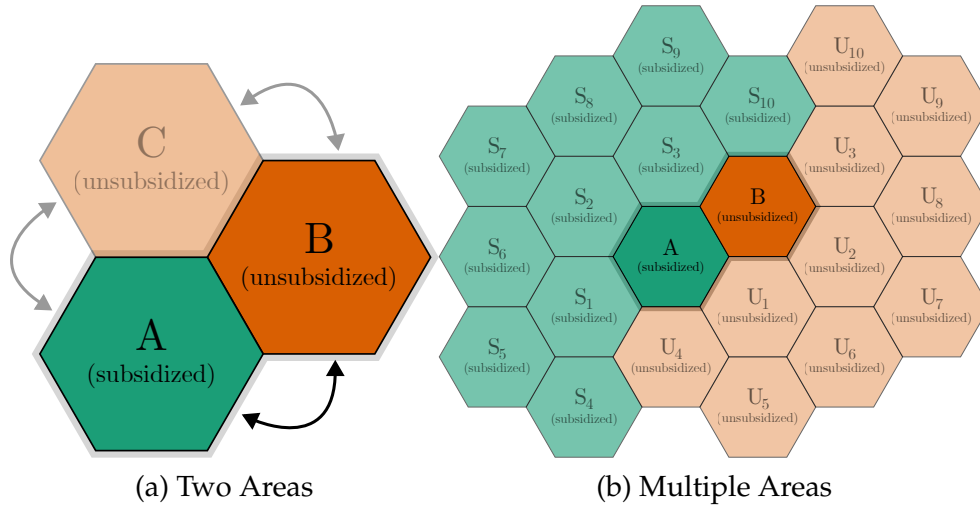 C
(unsubsidized)
B
(unsubsidized)
A
(subsidized)
(a) Two Areas
S9
(subsidized)
U10
(unsubsidized)
S8
(subsidized)
S10
(subsidized)
U9
(unsubsidized)
S7
(subsidized)
S3
(subsidized)
U3
(unsubsidized)
S2
(subsidized)
B
(unsubsidized)
U8
(unsubsidized)
S6
(subsidized)
A
(subsidized)
U2
(unsubsidized)
S1
(subsidized)
U1
(unsubsidized)
U7
(unsubsidized)
S5
(subsidized)
U4
(unsubsidized)
U6
(unsubsidized)
S4
(subsidized)
U5
(unsubsidized)
(b) Multiple Areas